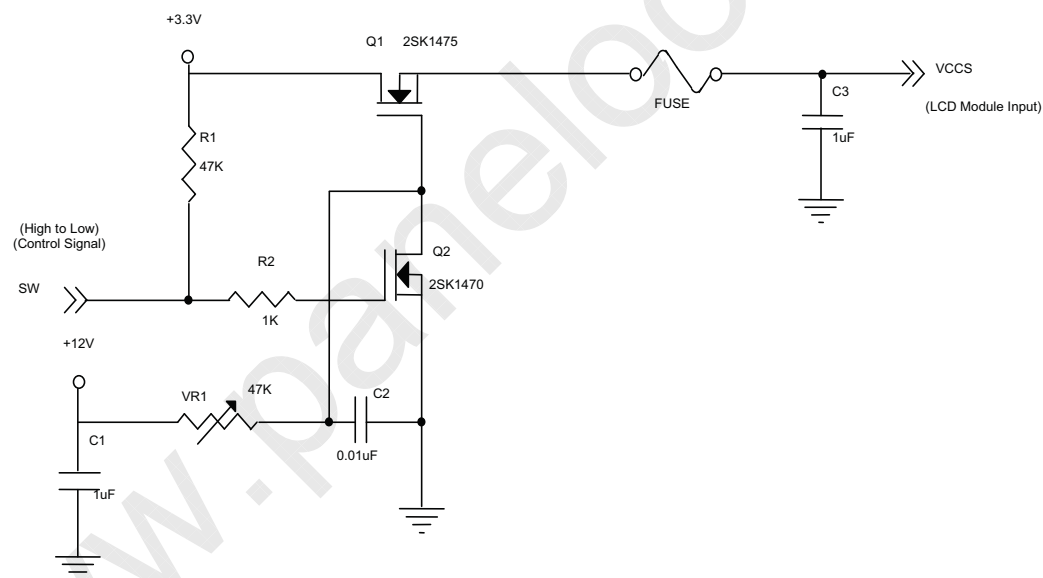 +3.3V
Q1 2SK1475
VCCS
FUSE
C3
(LCD Module Input)
R1
1uF
47K
(High to Low)
(Control Signal)
Q2
R2
SW
2SK1470
1K
+12V
VR1
47K
C2
C1
0.01uF
1uF
www.paneloo